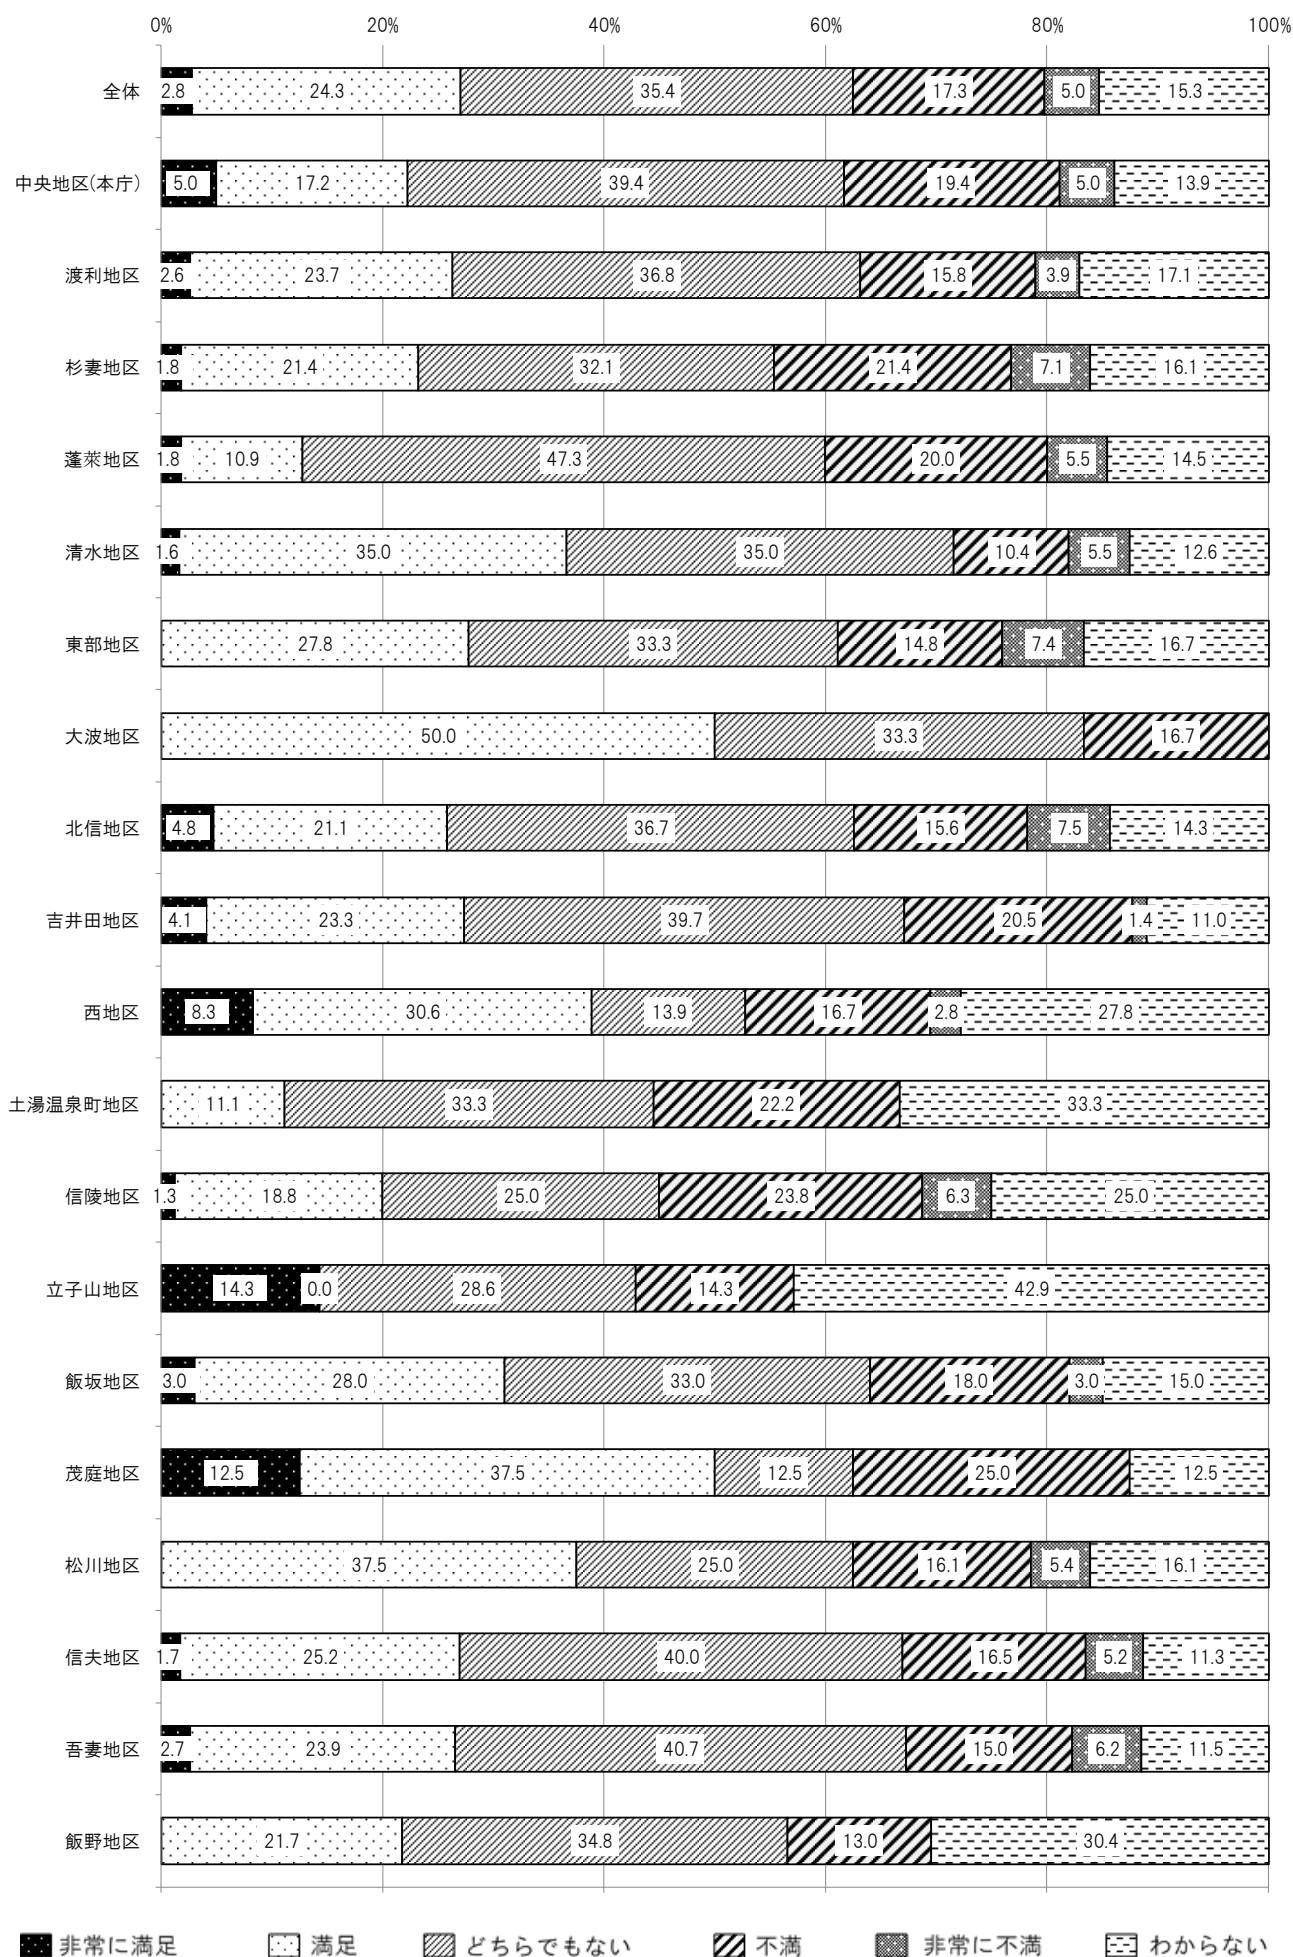 0% 20% 40% 60% 80% 100%
全体 2.8 24.3 35.4 17.3 5.0 15.3
中央地区(本庁) 5.0 17.2 39.4 19.4 5.0 13.9
渡利地区 2.6 23.7 36.8 15.8 3.9 17.1
杉妻地区 1.8 21.4 32.1 21.4 7.1 16.1
蓬萊地区 1.8 10.9 47.3 20.0 5.5 14.5
清水地区 1.6 35.0 35.0 10.4 5.5 12.6
東部地区 27.8 33.3 14.8 7.4 16.7
大波地区 50.0 33.3 16.7
北信地区 4.8 21.1 36.7 15.6 7.5 14.3
吉井田地区 4.1 23.3 39.7 20.5 1.4 11.0
西地区 8.3 30.6 13.9 16.7 2.8 27.8
土湯温泉町地区 11.1 33.3 22.2 33.3
信陵地区 1.3 18.8 25.0 23.8 6.3 25.0
立子山地区 14.3 0.0 28.6 14.3 42.9
飯坂地区 3.0 28.0 33.0 18.0 3.0 15.0
茂庭地区 12.5 37.5 12.5 25.0 12.5
松川地区 37.5 25.0 16.1 5.4 16.1
信夫地区 1.7 25.2 40.0 16.5 5.2 11.3
吾妻地区 2.7 23.9 40.7 15.0 6.2 11.5
飯野地区 21.7 34.8 13.0 30.4
非常に満足 満足 どちらでもない 不満 非常に不満 わからない